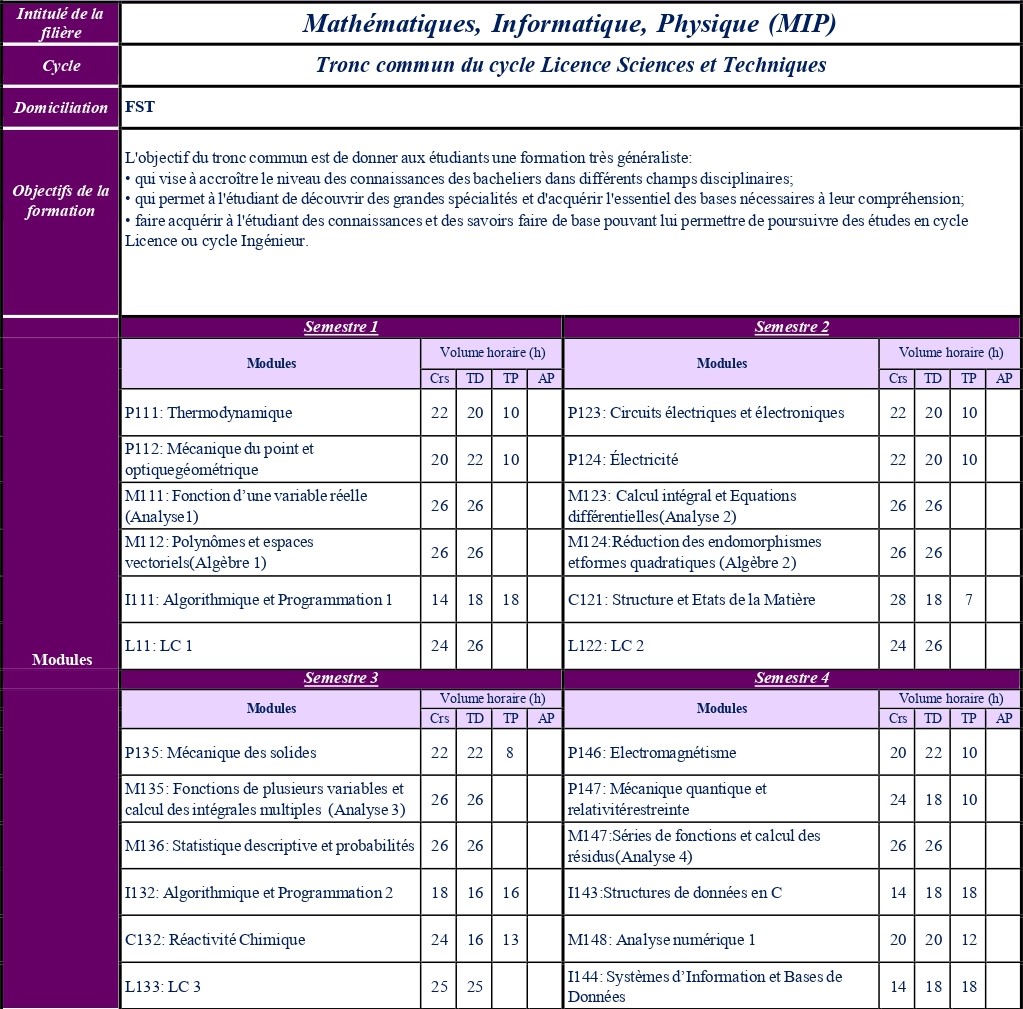 Intitulé de la
filière
Mathématiques, Informatique, Physique (MIP)
Cycle
Tronc commun du cycle Licence Sciences et Techniques
Domiciliation
FST
Objectifs de la
formation
L'objectif du tronc commun est de donner aux étudiants une formation très généraliste:
• qui vise à accroître le niveau des connaissances des bacheliers dans différents champs disciplinaires;
• qui permet à l'étudiant de découvrir des grandes spécialités et d'acquérir l'essentiel des bases nécessaires à leur compréhension;
• faire acquérir à l'étudiant des connaissances et des savoirs faire de base pouvant lui permettre de poursuivre des études en cycle
Licence ou cycle Ingénieur.
Modules
Semestre 1
Modules
Volume horaire (h)
Crs TD TP AP
P111: Thermodynamique 22 20 10
P112: Mécanique du point et
optiquegéométrique 20 22 10
M111: Fonction d’une variable réelle
(Analyse1) 26 26
M112: Polynômes et espaces
vectoriels(Algèbre 1) 26 26
I111: Algorithmique et Programmation 1 14 18 18
L11: LC 1 24 26
Semestre 2
Modules
Volume horaire (h)
Crs TD TP AP
P123: Circuits électriques et électroniques 22 20 10
P124: Électricité 22 20 10
M123: Calcul intégral et Equations
différentielles(Analyse 2) 26 26
M124:Réduction des endomorphismes
etformes quadratiques (Algèbre 2) 26 26
C121: Structure et Etats de la Matière 28 18 7
L122: LC 2 24 26
Semestre 3
Modules
Volume horaire (h)
Crs TD TP AP
P135: Mécanique des solides 22 22 8
M135: Fonctions de plusieurs variables et
calcul des intégrales multiples (Analyse 3) 26 26
M136: Statistique descriptive et probabilités 26 26
I132: Algorithmique et Programmation 2 18 16 16
C132: Réactivité Chimique 24 16 13
L133: LC 3 25 25
Semestre 4
Modules
Volume horaire (h)
Crs TD TP AP
P146: Electromagnétisme 20 22 10
P147: Mécanique quantique et
relativitérestreinte 24 18 10
M147:Séries de fonctions et calcul des
résidus(Analyse 4) 26 26
I143:Structures de données en C 14 18 18
M148: Analyse numérique 1 20 20 12
I144: Systèmes d’Information et Bases de
Données 14 18 18